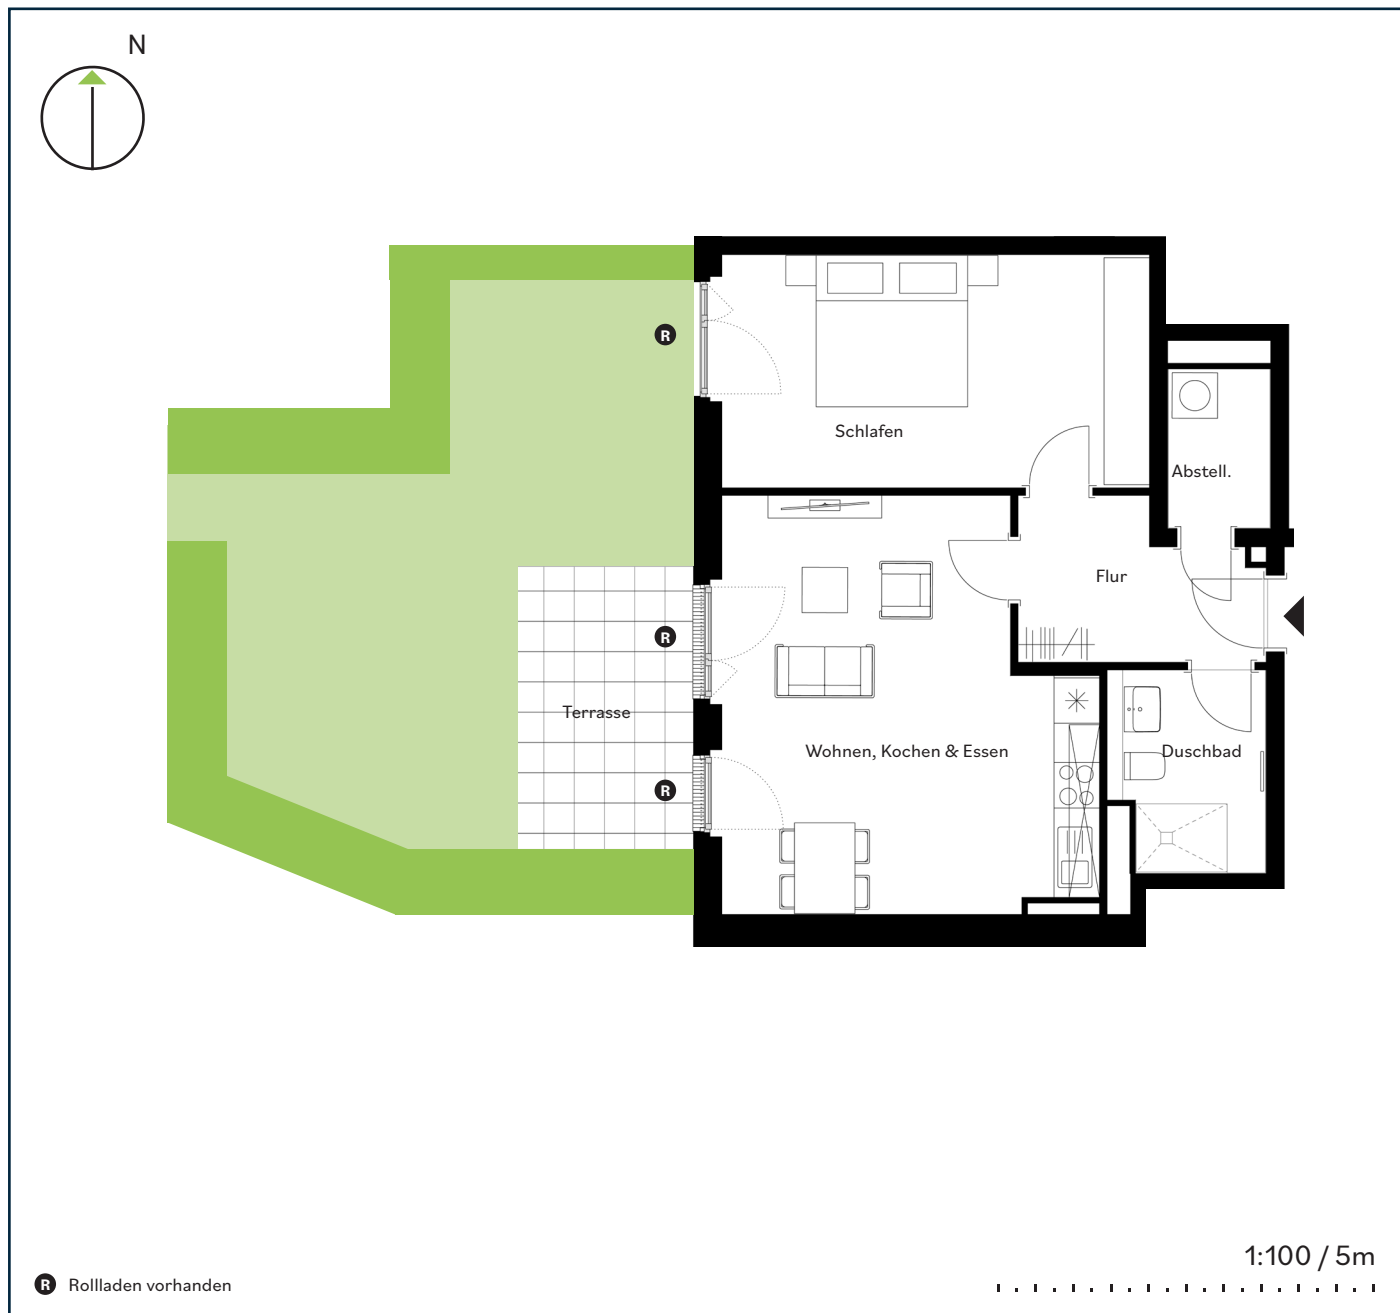 N
R
Schlafen
Abstell.
Flur
R
Terrasse
Wohnen, Kochen & Essen
Duschbad
R
1:100 / 5m
R Rollladen vorhanden